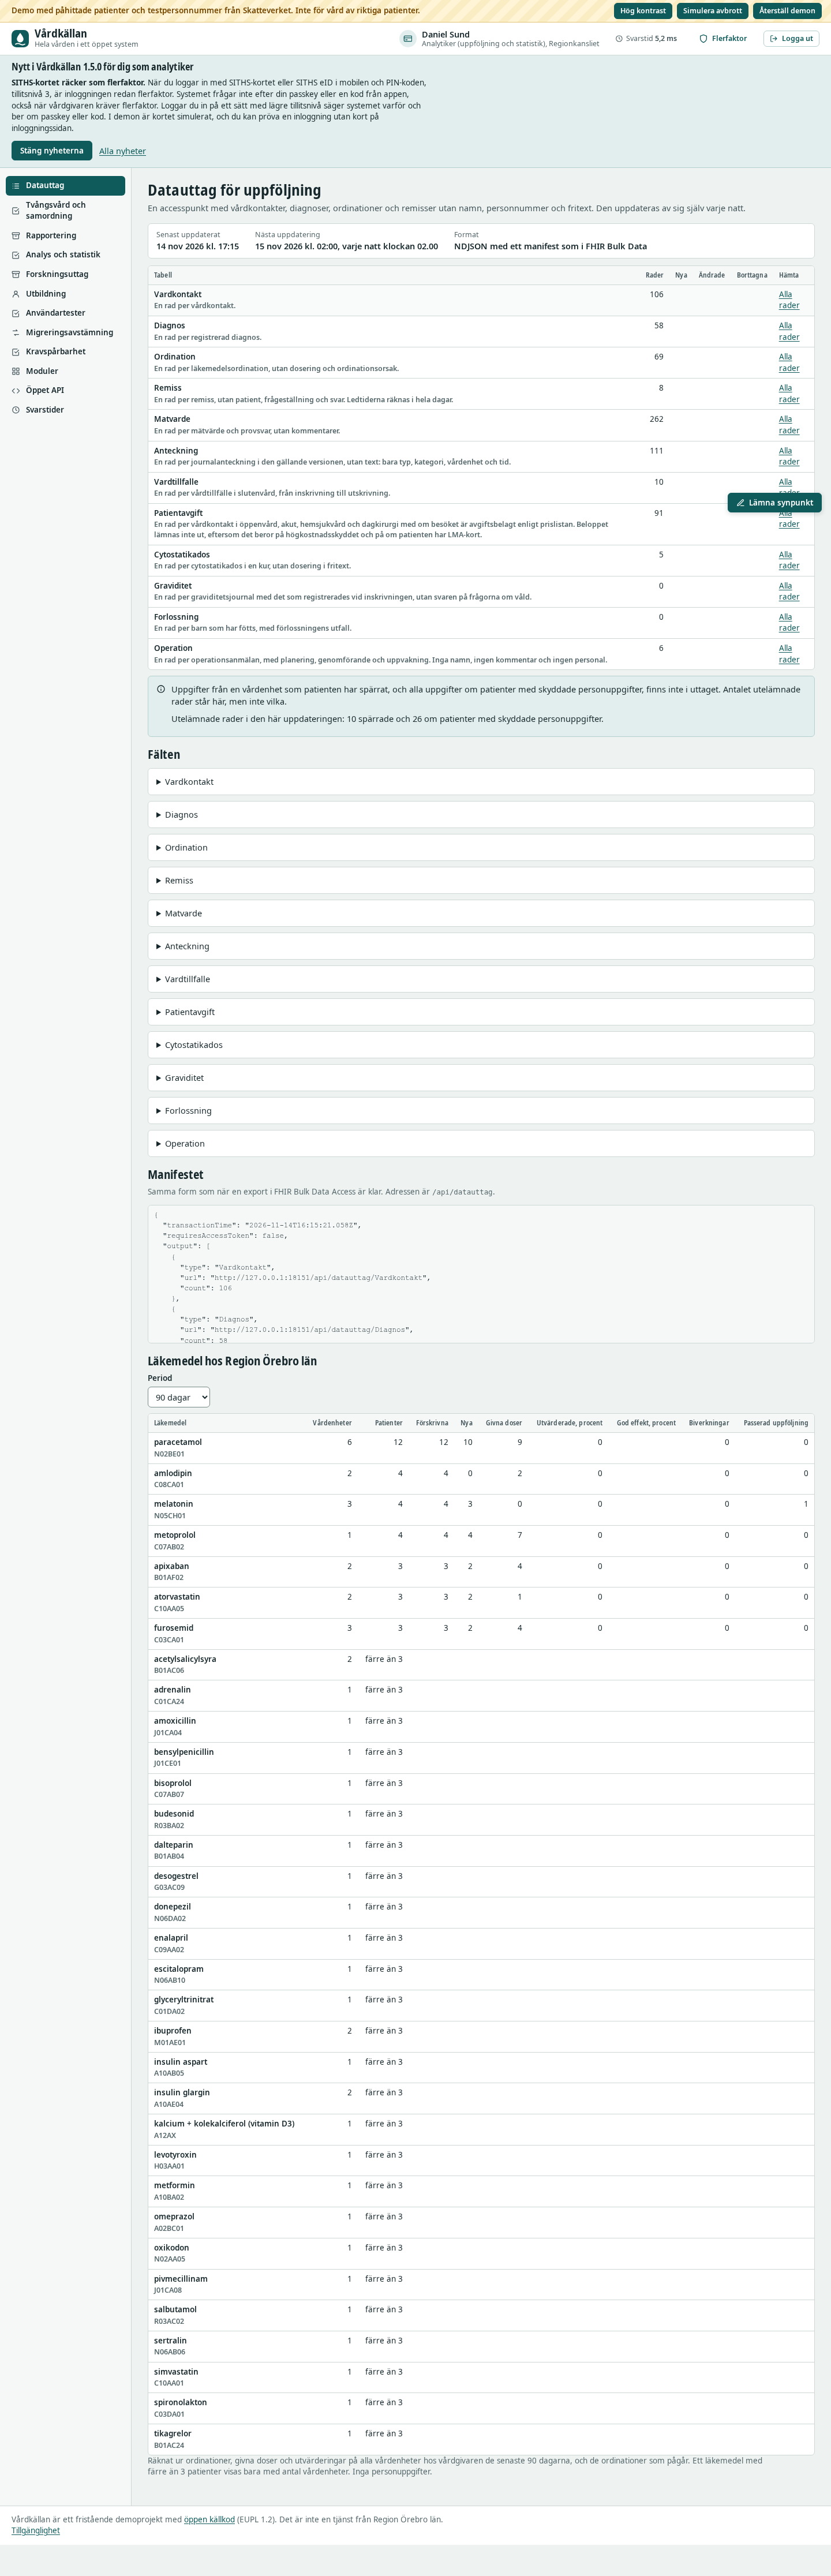 Demo med påhittade patienter och testpersonnummer från Skatteverket. Inte för vård av riktiga patienter.
Hög kontrast
Simulera avbrott
Återställ demon
Vårdkällan
Hela vården i ett öppet system
Daniel Sund
Analytiker (uppföljning och statistik), Regionkansliet
Svarstid 5,2 ms
Flerfaktor
Logga ut
Nytt i Vårdkällan 1.5.0 för dig som analytiker
SITHS-kortet räcker som flerfaktor. När du loggar in med SITHS-kortet eller SITHS eID i mobilen och PIN-koden,
tillitsnivå 3, är inloggningen redan flerfaktor. Systemet frågar inte efter din passkey eller en kod från appen,
också när vårdgivaren kräver flerfaktor. Loggar du in på ett sätt med lägre tillitsnivå säger systemet varför och
ber om passkey eller kod. I demon är kortet simulerat, och du kan pröva en inloggning utan kort på
inloggningssidan.
Stäng nyheterna
Alla nyheter
Datauttag
Tvångsvård och
samordning
Rapportering
Analys och statistik
Forskningsuttag
Utbildning
Användartester
Migreringsavstämning
Kravspårbarhet
Moduler
Öppet API
Svarstider
Datauttag för uppföljning
En accesspunkt med vårdkontakter, diagnoser, ordinationer och remisser utan namn, personnummer och fritext. Den uppdateras av sig själv varje natt.
Senast uppdaterat
14 nov 2026 kl. 17:15
Nästa uppdatering
15 nov 2026 kl. 02:00, varje natt klockan 02.00
Format
NDJSON med ett manifest som i FHIR Bulk Data
Tabell Rader Nya Ändrade Borttagna Hämta
Vardkontakt 106 Alla rader
En rad per vårdkontakt.
Diagnos 58 Alla rader
En rad per registrerad diagnos.
Ordination 69 Alla rader
En rad per läkemedelsordination, utan dosering och ordinationsorsak.
Remiss 8 Alla rader
En rad per remiss, utan patient, frågeställning och svar. Ledtiderna räknas i hela dagar.
Matvarde 262 Alla rader
En rad per mätvärde och provsvar, utan kommentarer.
Anteckning 111 Alla rader
En rad per journalanteckning i den gällande versionen, utan text: bara typ, kategori, vårdenhet och tid.
Vardtillfalle 10 Alla rader
En rad per vårdtillfälle i slutenvård, från inskrivning till utskrivning.
Lämna synpunkt
Patientavgift 91 Alla rader
En rad per vårdkontakt i öppenvård, akut, hemsjukvård och dagkirurgi med om besöket är avgiftsbelagt enligt prislistan. Beloppet
lämnas inte ut, eftersom det beror på högkostnadsskyddet och på om patienten har LMA-kort.
Cytostatikados 5 Alla rader
En rad per cytostatikados i en kur, utan dosering i fritext.
Graviditet 0 Alla rader
En rad per graviditetsjournal med det som registrerades vid inskrivningen, utan svaren på frågorna om våld.
Forlossning 0 Alla rader
En rad per barn som har fötts, med förlossningens utfall.
Operation 6 Alla rader
En rad per operationsanmälan, med planering, genomförande och uppvakning. Inga namn, ingen kommentar och ingen personal.
Uppgifter från en vårdenhet som patienten har spärrat, och alla uppgifter om patienter med skyddade personuppgifter, finns inte i uttaget. Antalet utelämnade
rader står här, men inte vilka.
Utelämnade rader i den här uppdateringen: 10 spärrade och 26 om patienter med skyddade personuppgifter.
Fälten
Vardkontakt
Diagnos
Ordination
Remiss
Matvarde
Anteckning
Vardtillfalle
Patientavgift
Cytostatikados
Graviditet
Forlossning
Operation
Manifestet
Samma form som när en export i FHIR Bulk Data Access är klar. Adressen är /api/datauttag.
{
"transactionTime": "2026-11-14T16:15:21.058Z",
"requiresAccessToken": false,
"output": [
{
"type": "Vardkontakt",
"url": "http://127.0.0.1:18151/api/datauttag/Vardkontakt",
"count": 106
},
{
"type": "Diagnos",
"url": "http://127.0.0.1:18151/api/datauttag/Diagnos",
"count": 58
Läkemedel hos Region Örebro län
Period
90 dagar
Läkemedel Vårdenheter Patienter Förskrivna Nya Givna doser Utvärderade, procent God effekt, procent Biverkningar Passerad uppföljning
paracetamol 6 12 12 10 9 0 0 0
N02BE01
amlodipin 2 4 4 0 2 0 0 0
C08CA01
melatonin 3 4 4 3 0 0 0 1
N05CH01
metoprolol 1 4 4 4 7 0 0 0
C07AB02
apixaban 2 3 3 2 4 0 0 0
B01AF02
atorvastatin 2 3 3 2 1 0 0 0
C10AA05
furosemid 3 3 3 2 4 0 0 0
C03CA01
acetylsalicylsyra 2 färre än 3
B01AC06
adrenalin 1 färre än 3
C01CA24
amoxicillin 1 färre än 3
J01CA04
bensylpenicillin 1 färre än 3
J01CE01
bisoprolol 1 färre än 3
C07AB07
budesonid 1 färre än 3
R03BA02
dalteparin 1 färre än 3
B01AB04
desogestrel 1 färre än 3
G03AC09
donepezil 1 färre än 3
N06DA02
enalapril 1 färre än 3
C09AA02
escitalopram 1 färre än 3
N06AB10
glyceryltrinitrat 1 färre än 3
C01DA02
ibuprofen 2 färre än 3
M01AE01
insulin aspart 1 färre än 3
A10AB05
insulin glargin 2 färre än 3
A10AE04
kalcium + kolekalciferol (vitamin D3) 1 färre än 3
A12AX
levotyroxin 1 färre än 3
H03AA01
metformin 1 färre än 3
A10BA02
omeprazol 1 färre än 3
A02BC01
oxikodon 1 färre än 3
N02AA05
pivmecillinam 1 färre än 3
J01CA08
salbutamol 1 färre än 3
R03AC02
sertralin 1 färre än 3
N06AB06
simvastatin 1 färre än 3
C10AA01
spironolakton 1 färre än 3
C03DA01
tikagrelor 1 färre än 3
B01AC24
Räknat ur ordinationer, givna doser och utvärderingar på alla vårdenheter hos vårdgivaren de senaste 90 dagarna, och de ordinationer som pågår. Ett läkemedel med
färre än 3 patienter visas bara med antal vårdenheter. Inga personuppgifter.
Vårdkällan är ett fristående demoprojekt med öppen källkod (EUPL 1.2). Det är inte en tjänst från Region Örebro län.
Tillgänglighet